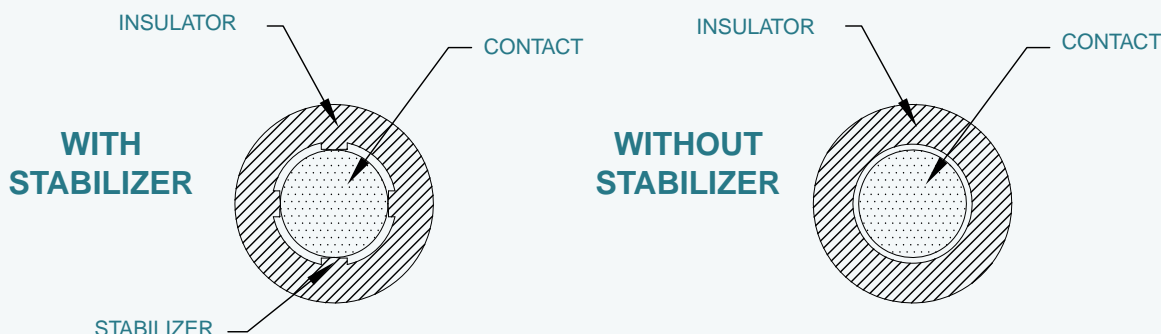 INSULATOR
CONTACT
WITH
STABILIZER
STABILIZER
INSULATOR
CONTACT
WITHOUT
STABILIZER